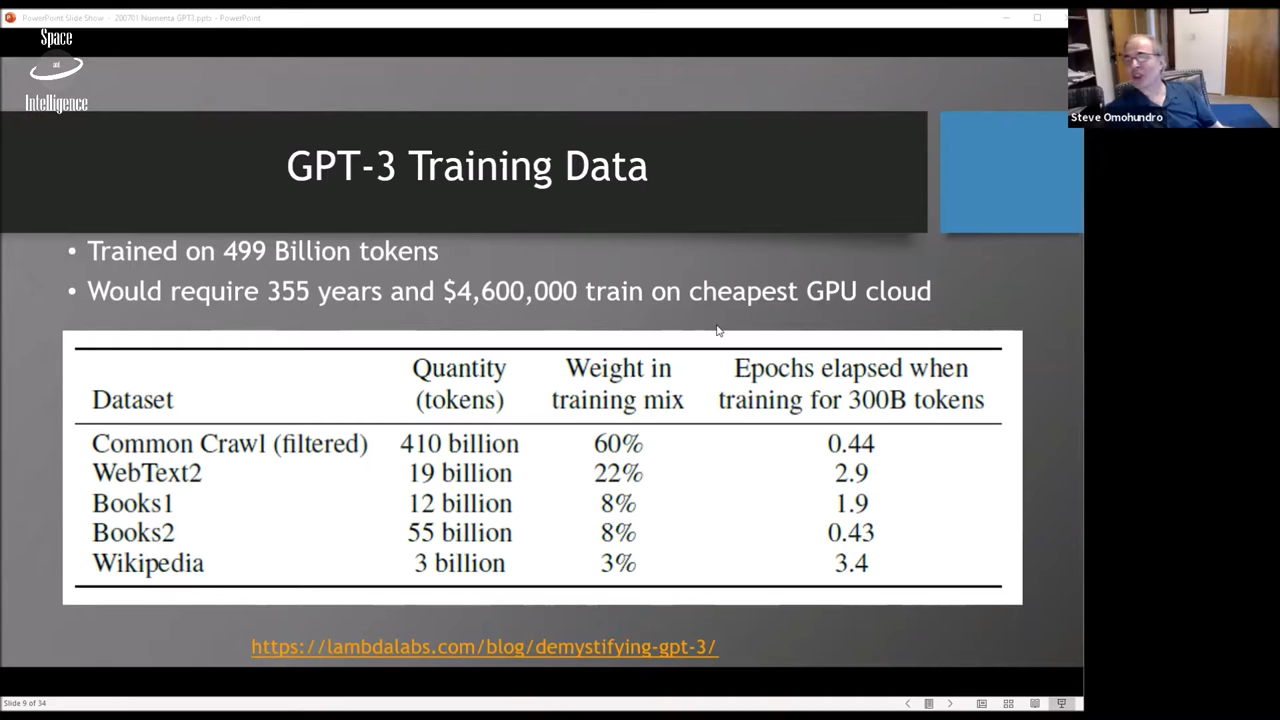 PowerPoint Slide Show - 200701 Numenta GPT3.pptx - PowerPoint
Space
and
Intelligence
Steve Omohundro
GPT-3 Training Data
• Trained on 499 Billion tokens
• Would require 355 years and $4,600,000 train on cheapest GPU cloud
Quantity Weight in Epochs elapsed when
Dataset (tokens) training mix training for 300B tokens
Common Crawl (filtered) 410 billion 60% 0.44
WebText2 19 billion 22% 2.9
Books1 12 billion 8% 1.9
Books2 55 billion 8% 0.43
Wikipedia 3 billion 3% 3.4
https://lambdalabs.com/blog/demystifying-gpt-3/
Slide 9 of 34